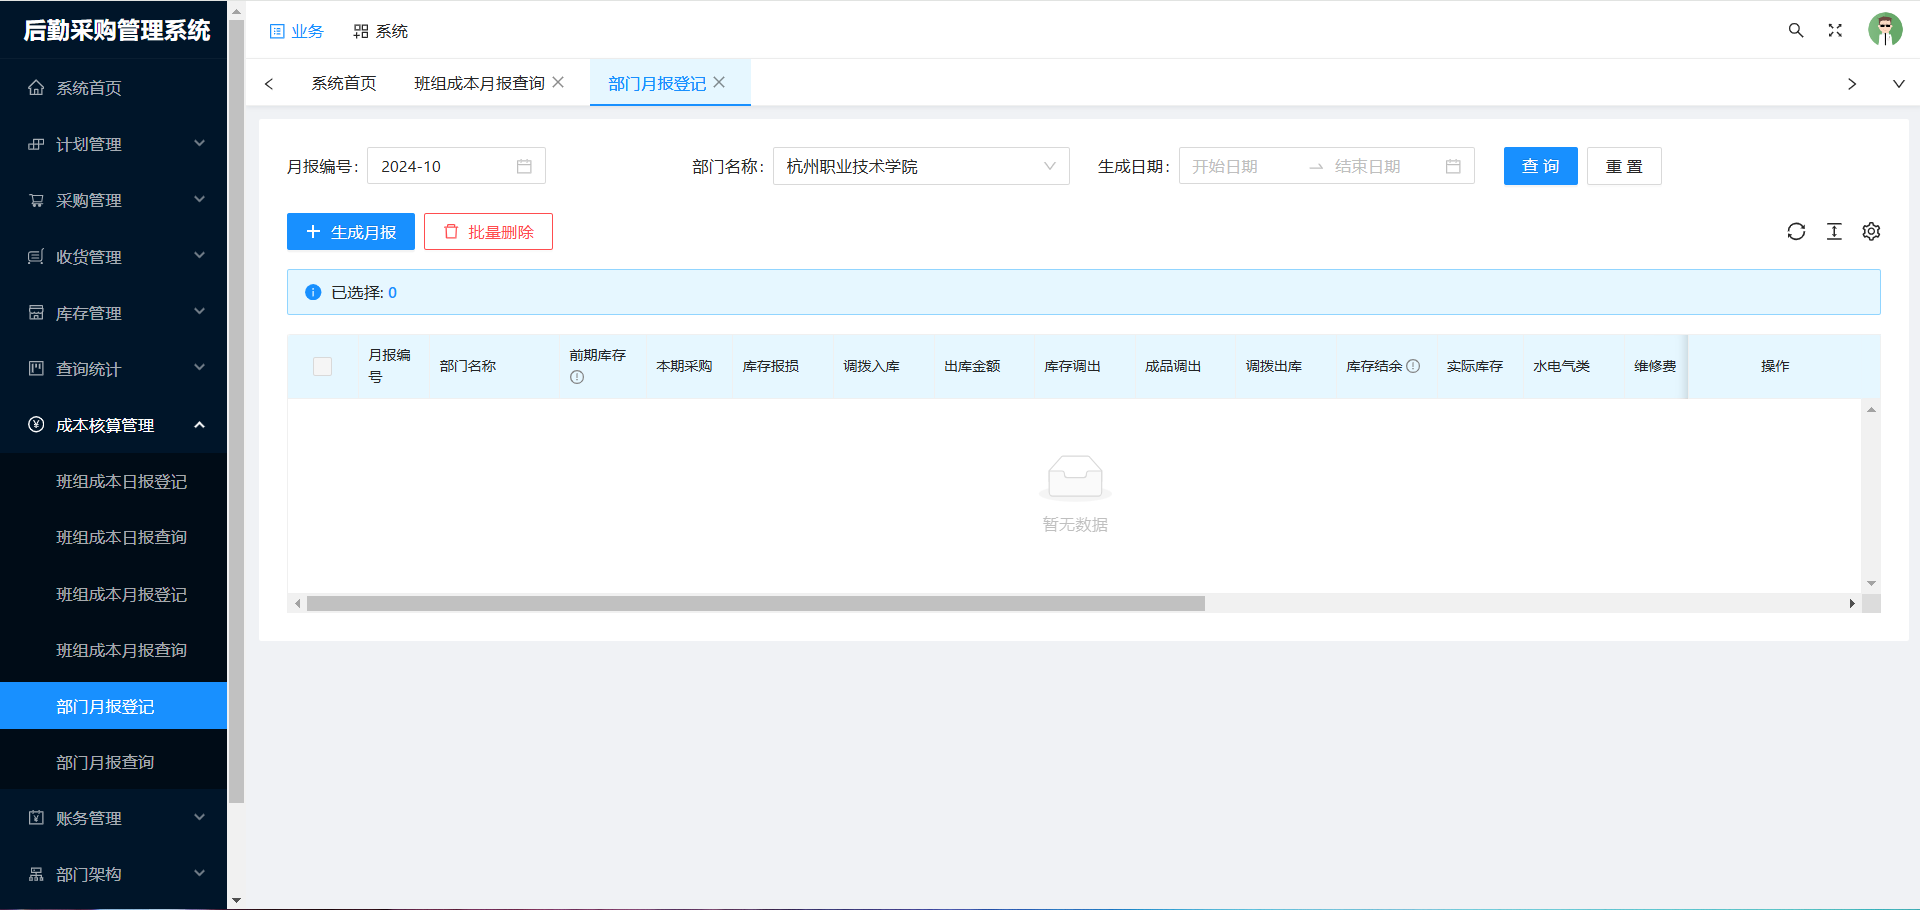 后勤采购管理系统
业务
系统
系统首页
班组成本月报查询
部门月报登记
系统首页
计划管理
采购管理
收货管理
库存管理
查询统计
成本核算管理
班组成本日报登记
班组成本日报查询
班组成本月报登记
班组成本月报查询
部门月报登记
部门月报查询
账务管理
部门架构
月报编号: 2024-10
部门名称: 杭州职业技术学院
生成日期: 开始日期 → 结束日期
查 询
重 置
生成月报
批量删除
已选择: 0
月报编号
部门名称
前期库存
本期采购
库存报损
调拨入库
出库金额
库存调出
成品调出
调拨出库
库存结余
实际库存
水电气类
维修费
操作
暂无数据